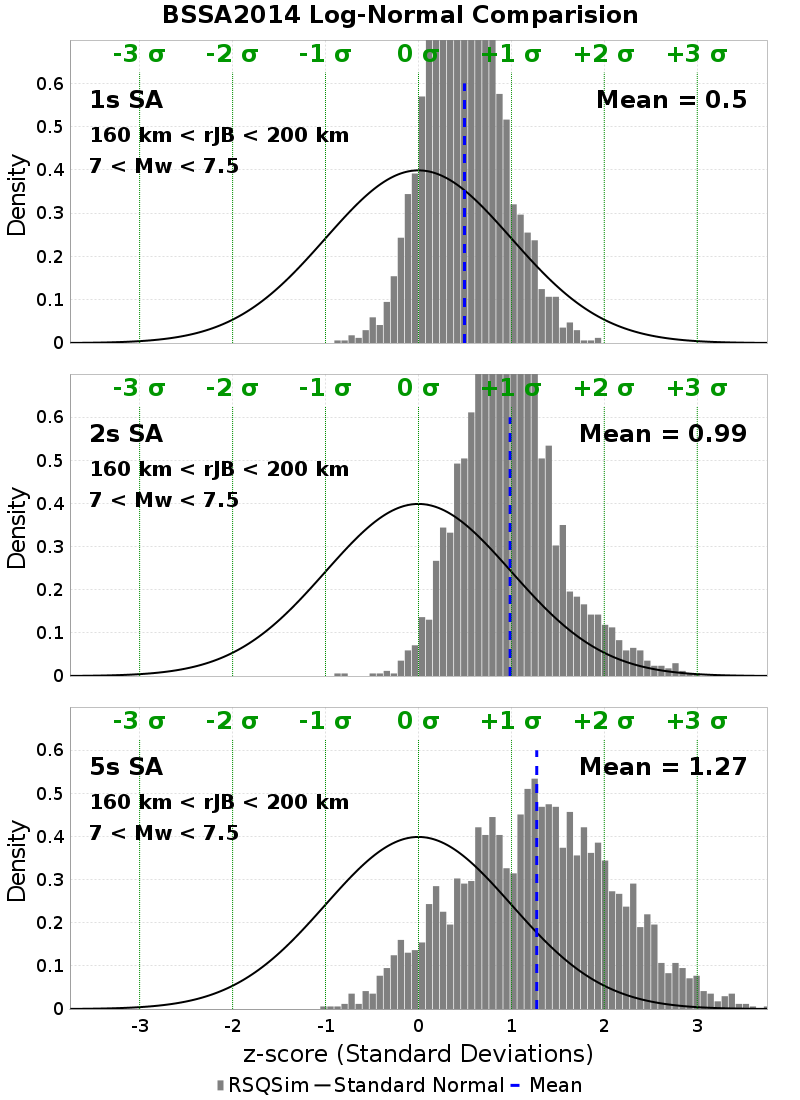 BSSA2014 Log-Normal Comparision
-3 σ -2 σ -1 σ 0 σ +1 σ +2 σ +3 σ
1s SA Mean = 0.5
160 km < rJB < 200 km
7 < Mw < 7.5
Density
0.6
0.5
0.4
0.3
0.2
0.1
0
-3 σ -2 σ -1 σ 0 σ +1 σ +2 σ +3 σ
2s SA Mean = 0.99
160 km < rJB < 200 km
7 < Mw < 7.5
Density
0.6
0.5
0.4
0.3
0.2
0.1
0
-3 σ -2 σ -1 σ 0 σ +1 σ +2 σ +3 σ
5s SA Mean = 1.27
160 km < rJB < 200 km
7 < Mw < 7.5
Density
0.6
0.5
0.4
0.3
0.2
0.1
0
-3 -2 -1 0 1 2 3
z-score (Standard Deviations)
RSQSim Standard Normal Mean